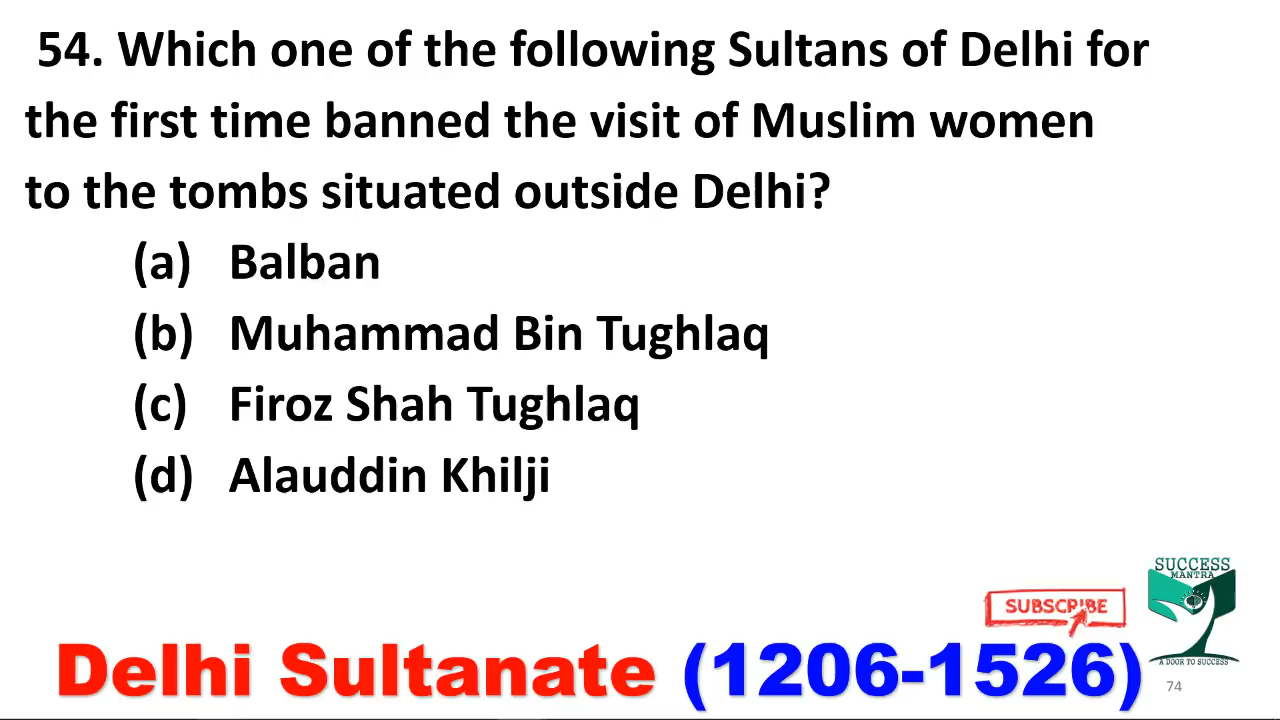 54. Which one of the following Sultans of Delhi for
the first time banned the visit of Muslim women
to the tombs situated outside Delhi?
(a) Balban
(b) Muhammad Bin Tughlaq
(c) Firoz Shah Tughlaq
(d) Alauddin Khilji
SUCCESS
MANTRA
SUBSCRIBE
A DOOR TO SUCCESS
Delhi Sultanate (1206-1526)
74